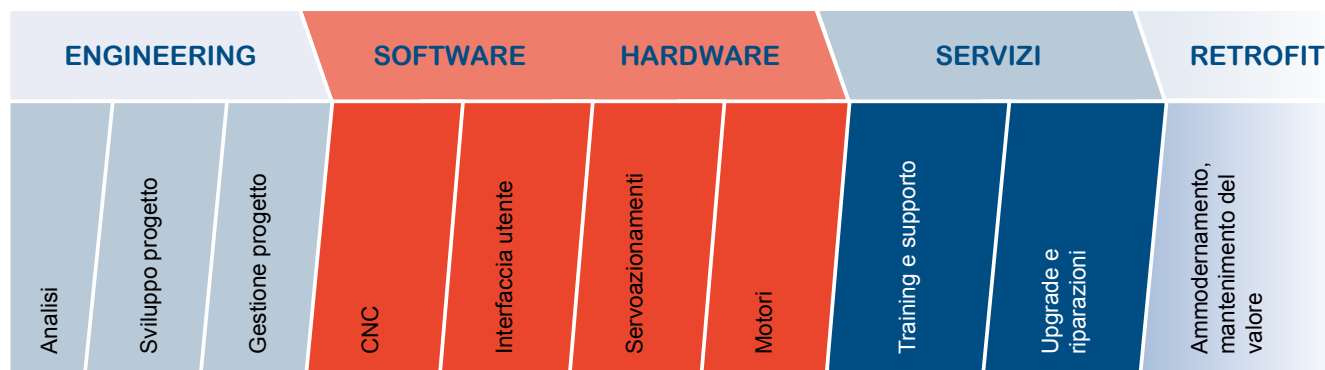 ENGINEERING
SOFTWARE
HARDWARE
SERVIZI
RETROFIT
Analisi
Sviluppo progetto
Gestione progetto
CNC
Interfaccia utente
Servoazionamenti
Motori
Training e supporto
Upgrade e
riparazioni
Ammodernamento,
mantenimento del
valore